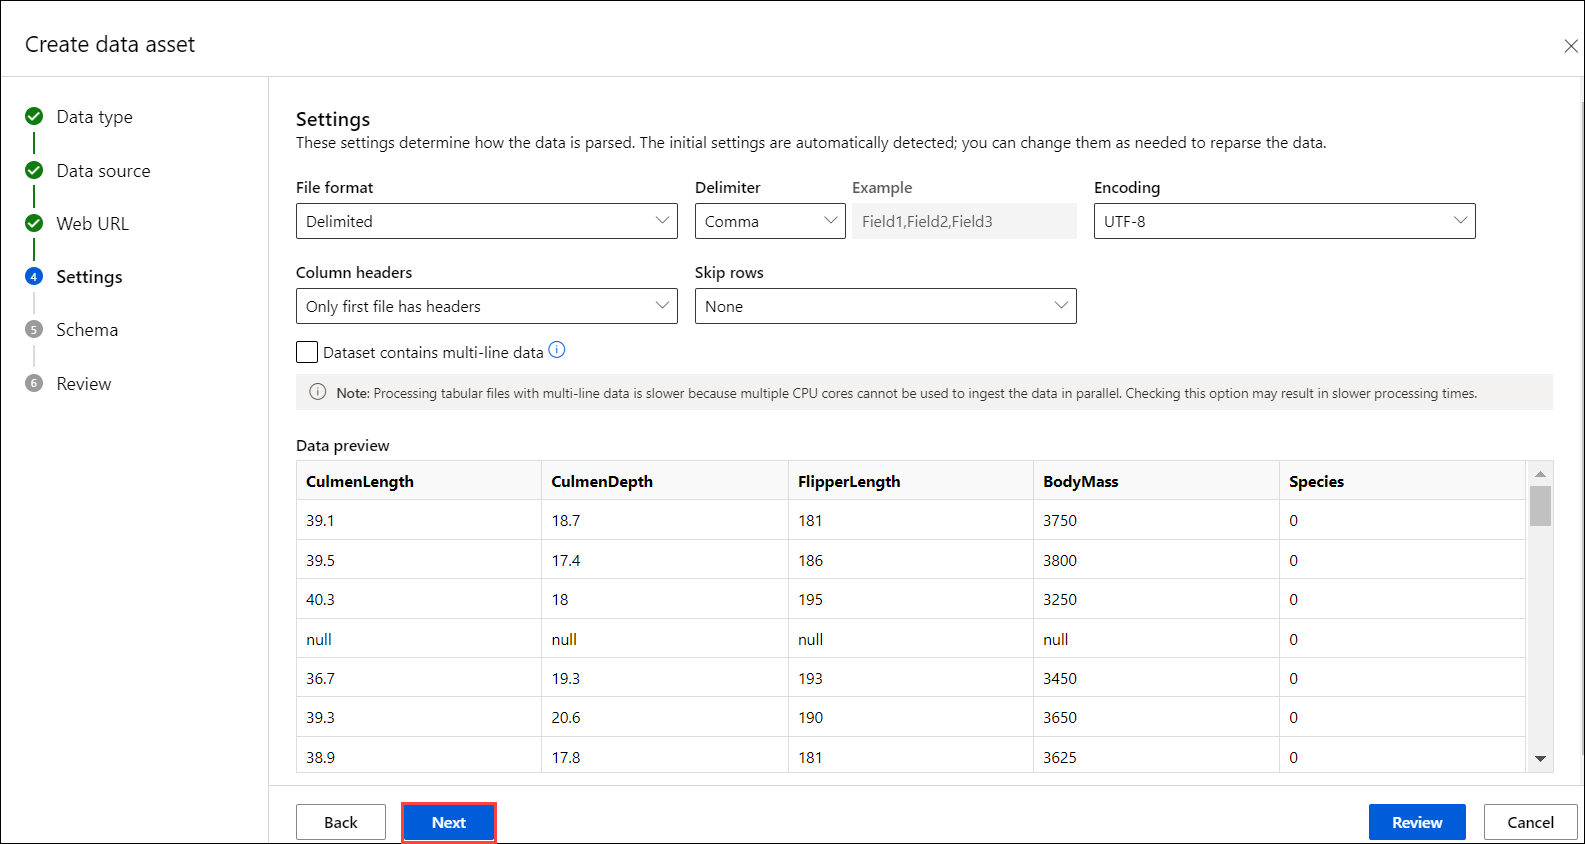 Create data asset
Data type
Data source
Web URL
4 Settings
5 Schema
6 Review
Settings
These settings determine how the data is parsed. The initial settings are automatically detected; you can change them as needed to reparse the data.
File format Delimiter Example Encoding
Delimited Comma Field1,Field2,Field3 UTF-8
Column headers Skip rows
Only first file has headers None
Dataset contains multi-line data
Note: Processing tabular files with multi-line data is slower because multiple CPU cores cannot be used to ingest the data in parallel. Checking this option may result in slower processing times.
Data preview
CulmenLength CulmenDepth FlipperLength BodyMass Species
39.1 18.7 181 3750 0
39.5 17.4 186 3800 0
40.3 18 195 3250 0
null null null null 0
36.7 19.3 193 3450 0
39.3 20.6 190 3650 0
38.9 17.8 181 3625 0
Back Next Review Cancel